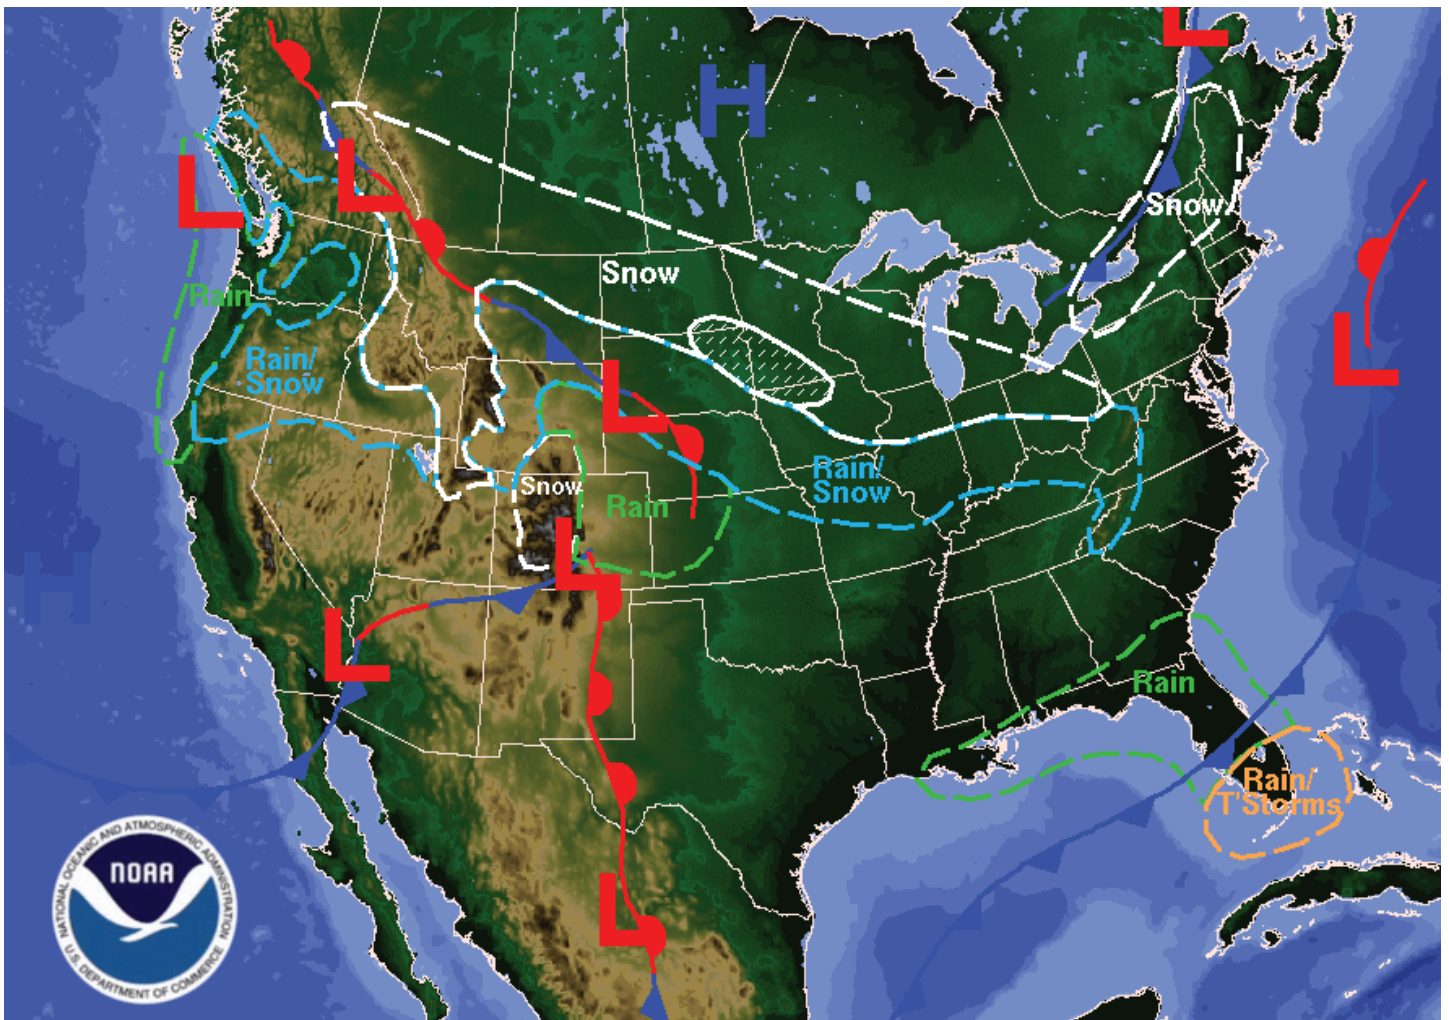 L
H
L
L
Snow
Snow
Rain
Rain/
Snow
L
L
Rain/
Snow
Snow
Rain
H
L
L
Rain
Rain/
T'Storms
L
NATIONAL OCEANIC AND ATMOSPHERIC ADMINISTRATION
NOAA
U.S. DEPARTMENT OF COMMERCE